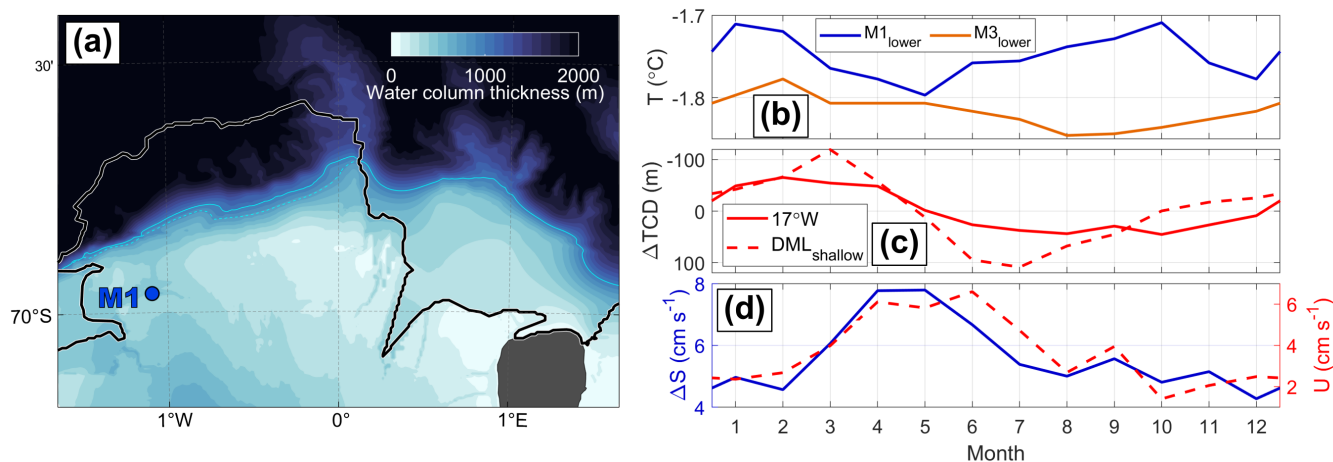 (a)
30'
0 1000 2000
Water column thickness (m)
M1
70°S
1°W 0° 1°E
-1.7
-1.8
T (°C)
M1lower M3lower
(b)
-100
0
100
ΔTCD (m)
17°W
DMLshallow
(c)
8
6
4
ΔS (cm s-1)
(d)
6
4
2
U (cm s-1)
1 2 3 4 5 6 7 8 9 10 11 12
Month